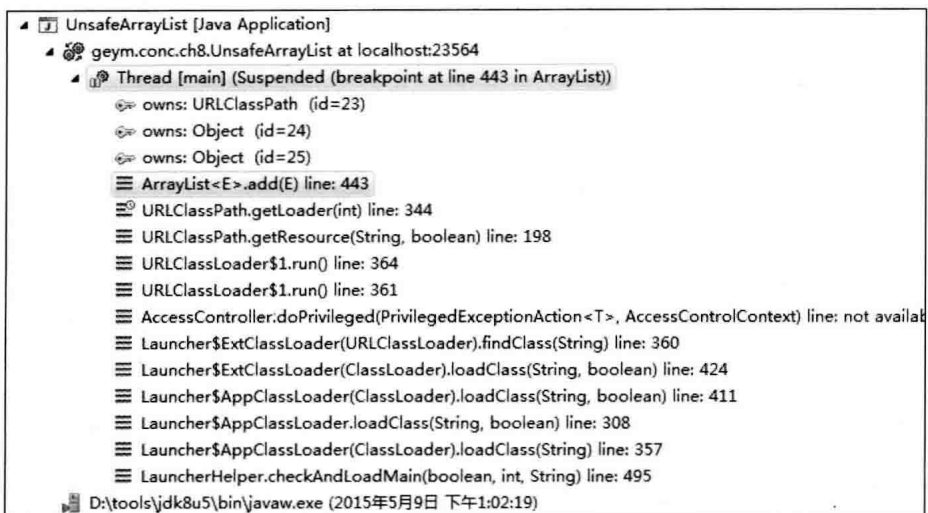 UnsafeArrayList [Java Application]
geym.conc.ch8.UnsafeArrayList at localhost:23564
Thread [main] (Suspended (breakpoint at line 443 in ArrayList))
owns: URLClassPath (id=23)
owns: Object (id=24)
owns: Object (id=25)
ArrayList<E>.add(E) line: 443
URLClassPath.getLoader(int) line: 344
URLClassPath.getResource(String, boolean) line: 198
URLClassLoader$1.run() line: 364
URLClassLoader$1.run() line: 361
AccessController.doPrivileged(PrivilegedExceptionAction<T>, AccessControlContext) line: not availab
Launcher$ExtClassLoader(URLClassLoader).findClass(String) line: 360
Launcher$ExtClassLoader(ClassLoader).loadClass(String, boolean) line: 424
Launcher$AppClassLoader(ClassLoader).loadClass(String, boolean) line: 411
Launcher$AppClassLoader.loadClass(String, boolean) line: 308
Launcher$AppClassLoader(ClassLoader).loadClass(String) line: 357
LauncherHelper.checkAndLoadMain(boolean, int, String) line: 495
D:\tools\jdk8u5\bin\javaw.exe (2015年5月9日 下午1:02:19)